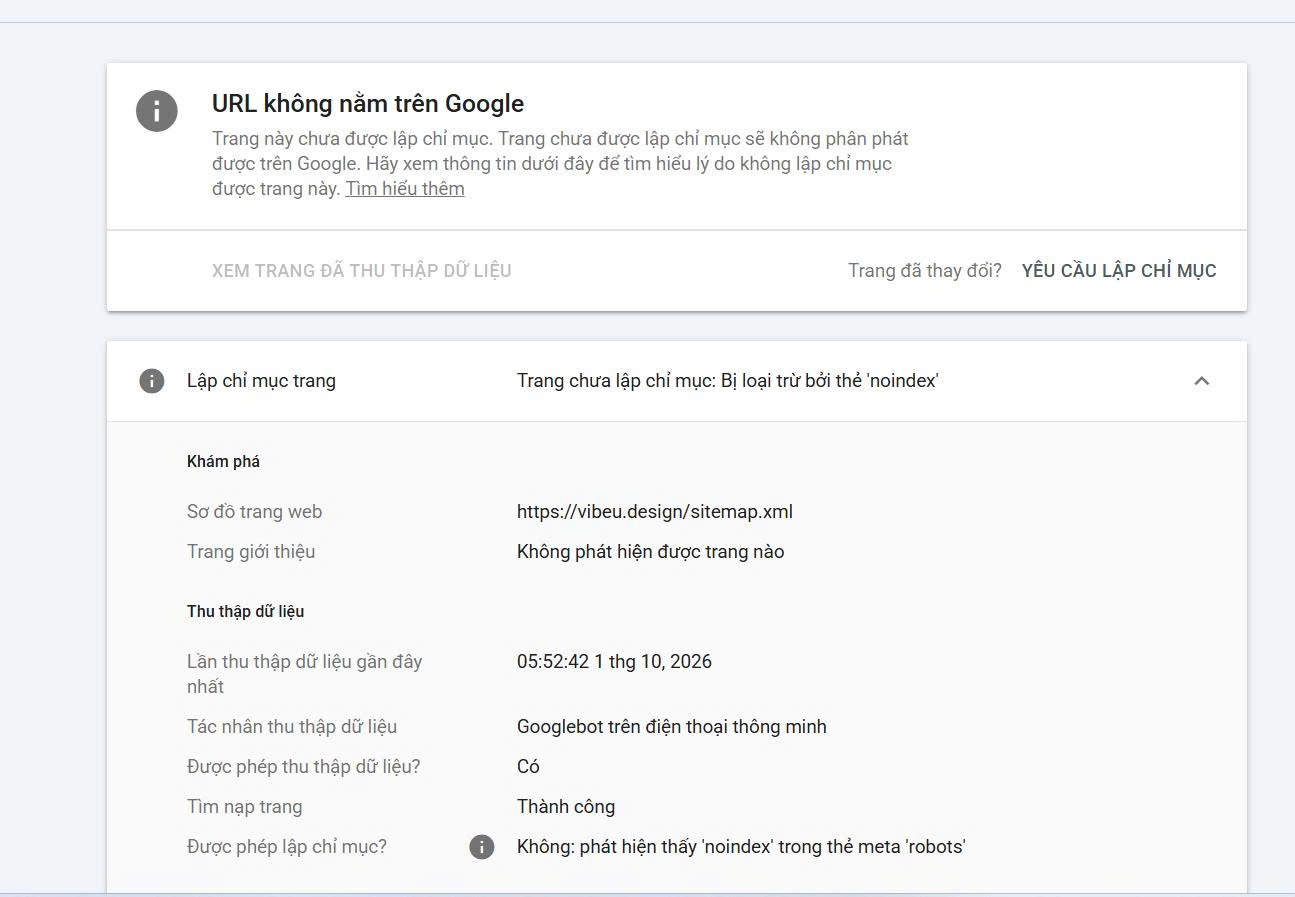 URL không nằm trên Google
Trang này chưa được lập chỉ mục. Trang chưa được lập chỉ mục sẽ không phân phát
được trên Google. Hãy xem thông tin dưới đây để tìm hiểu lý do không lập chỉ mục
được trang này. Tìm hiểu thêm
XEM TRANG ĐÃ THU THẬP DỮ LIỆU
Trang đã thay đổi? YÊU CẦU LẬP CHỈ MỤC
Lập chỉ mục trang
Trang chưa lập chỉ mục: Bị loại trừ bởi thẻ 'noindex'
Khám phá
Sơ đồ trang web
https://vibeu.design/sitemap.xml
Trang giới thiệu
Không phát hiện được trang nào
Thu thập dữ liệu
Lần thu thập dữ liệu gần đây
nhất
05:52:42 1 thg 10, 2026
Tác nhân thu thập dữ liệu
Googlebot trên điện thoại thông minh
Được phép thu thập dữ liệu?
Có
Tìm nạp trang
Thành công
Được phép lập chỉ mục?
Không: phát hiện thấy 'noindex' trong thẻ meta 'robots'